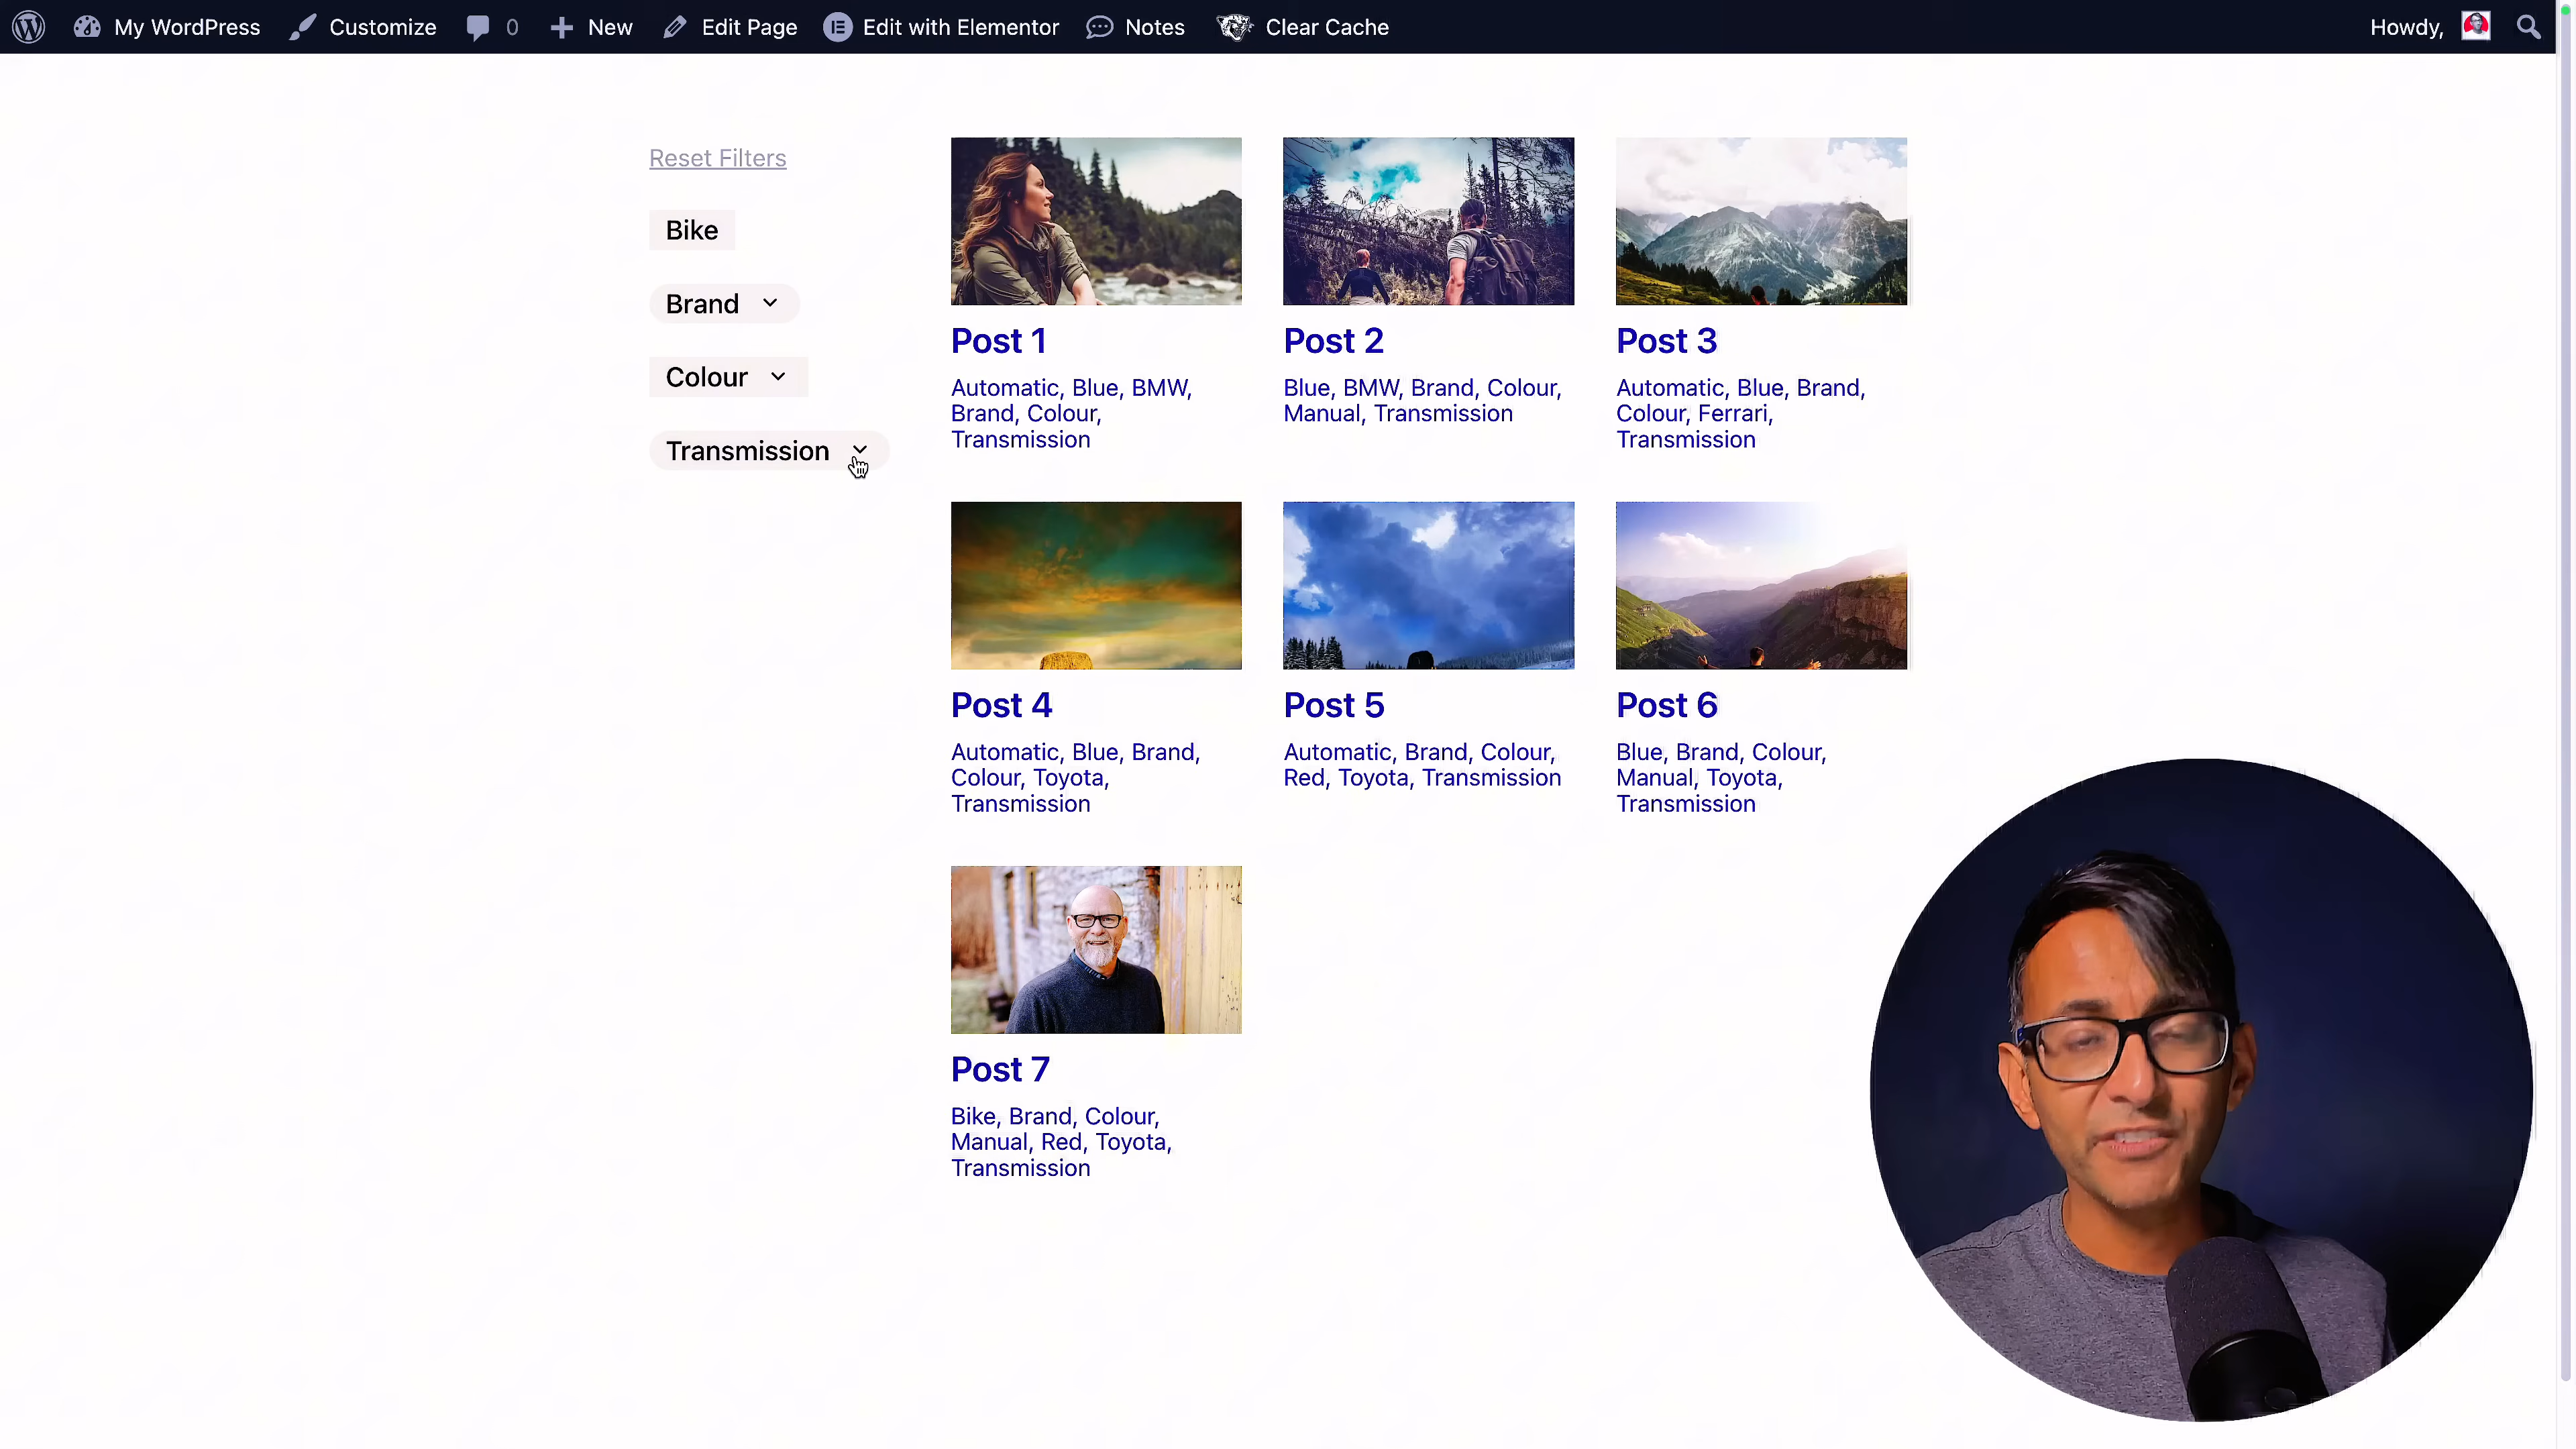 My WordPress Customize 0 New Edit Page Edit with Elementor Notes Clear Cache Howdy,
Reset Filters
Bike
Brand
Colour
Transmission
Post 1
Automatic, Blue, BMW,
Brand, Colour,
Transmission
Post 2
Blue, BMW, Brand, Colour,
Manual, Transmission
Post 3
Automatic, Blue, Brand,
Colour, Ferrari,
Transmission
Post 4
Automatic, Blue, Brand,
Colour, Toyota,
Transmission
Post 5
Automatic, Brand, Colour,
Red, Toyota, Transmission
Post 6
Blue, Brand, Colour,
Manual, Toyota,
Transmission
Post 7
Bike, Brand, Colour,
Manual, Red, Toyota,
Transmission